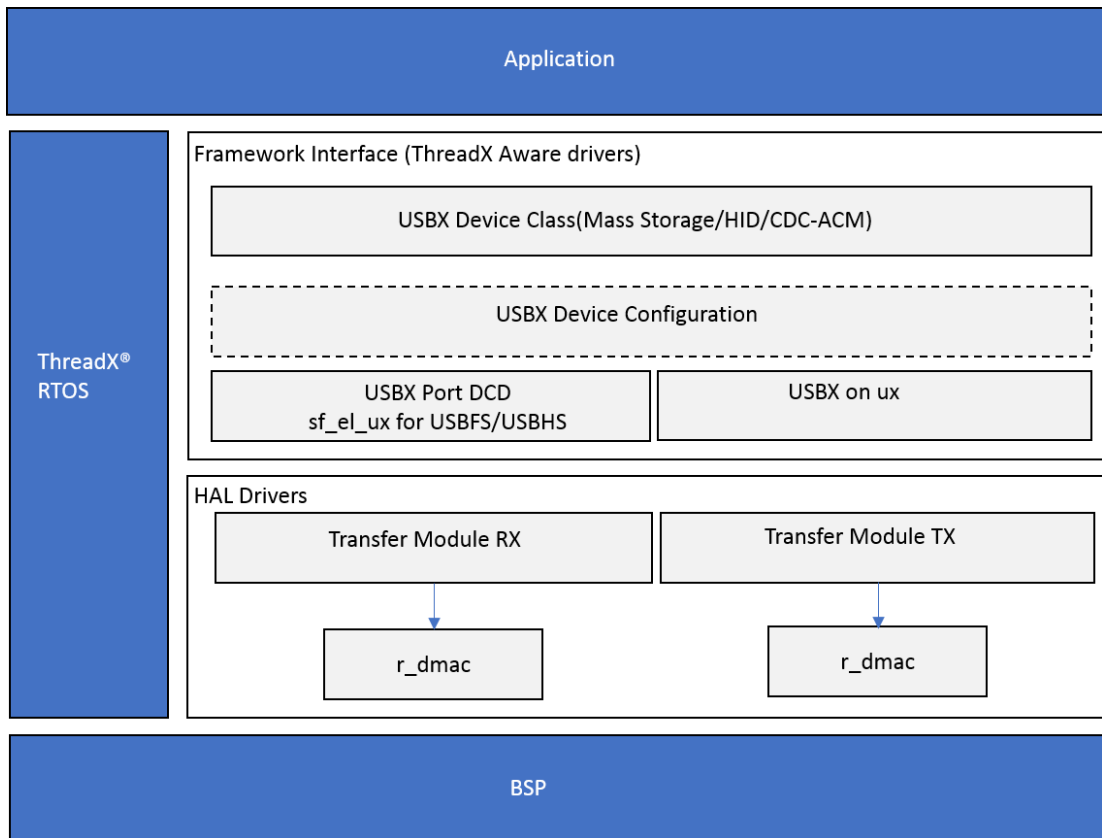 Application
ThreadX®
RTOS
Framework Interface (ThreadX Aware drivers)
USBX Device Class(Mass Storage/HID/CDC-ACM)
USBX Device Configuration
USBX Port DCD
sf_el_ux for USBFS/USBHS
USBX on ux
HAL Drivers
Transfer Module RX
Transfer Module TX
r_dmac
r_dmac
BSP